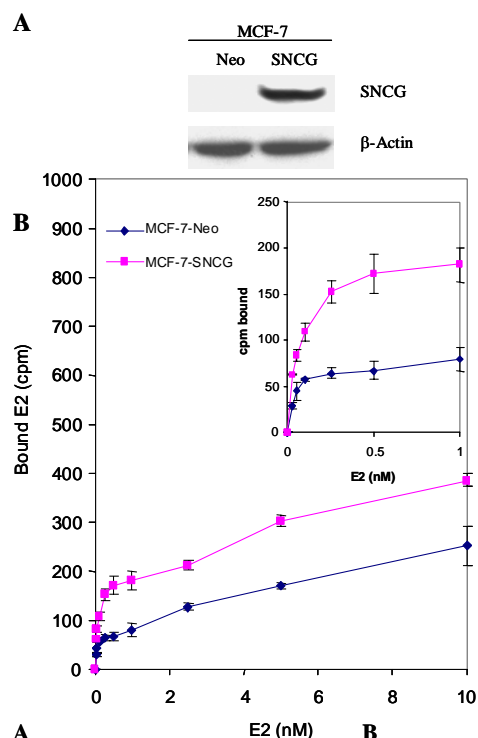 A
MCF-7
Neo SNCG
SNCG
β-Actin
B
1000
900
800
700
600
500
400
300
200
100
0
Bound E2 (cpm)
MCF-7-Neo
MCF-7-SNCG
250
200
150
100
50
0
cpm bound
0 0.5 1
E2 (nM)
0 2 4 6 8 10
E2 (nM)
A B